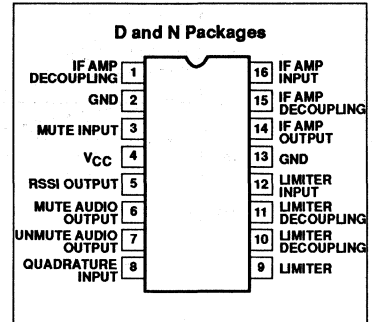 D and N Packages
IF AMP
DECOUPLING 1
GND 2
MUTE INPUT 3
VCC 4
RSSI OUTPUT 5
MUTE AUDIO
OUTPUT 6
UNMUTE AUDIO
OUTPUT 7
QUADRATURE
INPUT 8
16 IF AMP
INPUT
15 IF AMP
DECOUPLING
14 IF AMP
OUTPUT
13 GND
12 LIMITER
INPUT
11 LIMITER
DECOUPLING
10 LIMITER
DECOUPLING
9 LIMITER